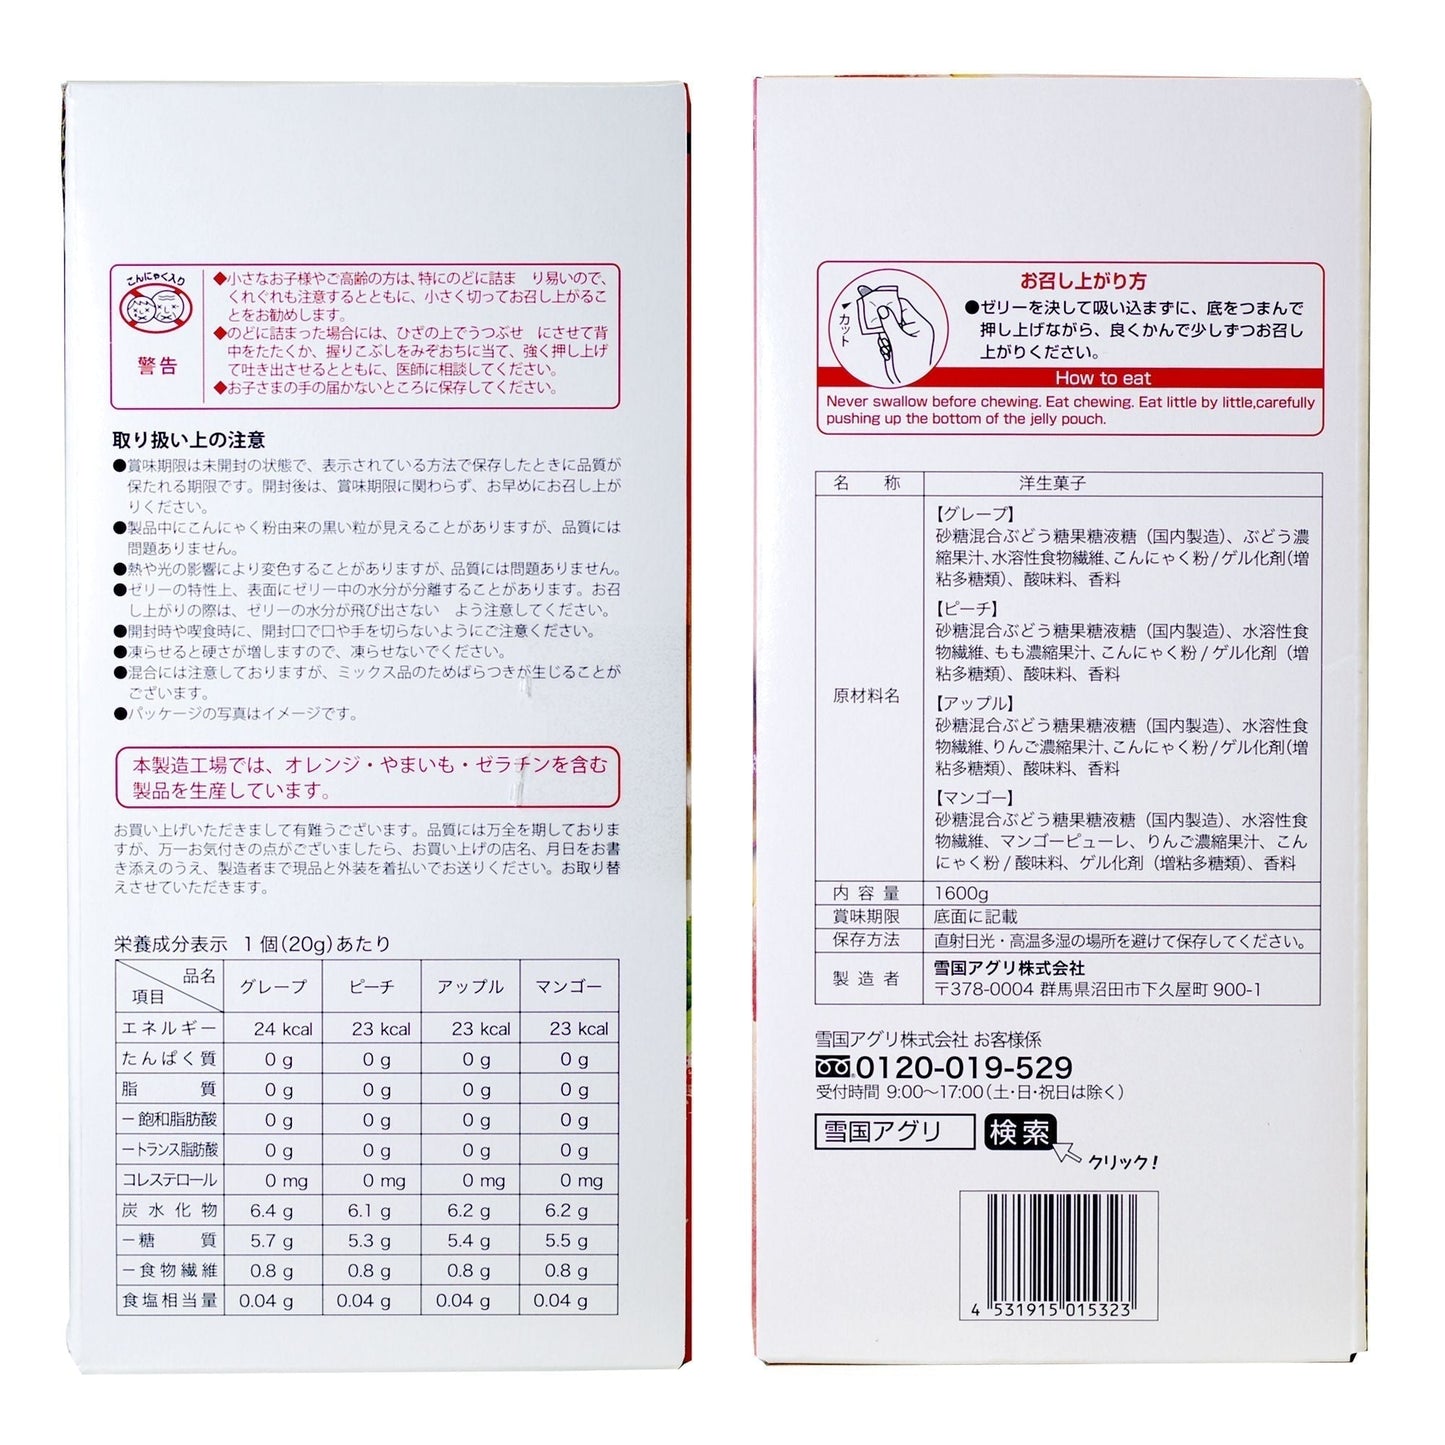 こんにゃく入り
警告
◆小さなお子様やご高齢の方は、特にのどに詰ま　り易いので、
くれぐれも注意するとともに、小さく切ってお召し上がるこ
とをお勧めします。
◆のどに詰まった場合には、ひざの上でうつぶせ　にさせて背
中をたたくか、握りこぶしをみぞおちに当て、強く押し上げ
て吐き出させるとともに、医師に相談してください。
◆お子さまの手の届かないところに保存してください。
取り扱い上の注意
●賞味期限は未開封の状態で、表示されている方法で保存したときに品質が
保たれる期限です。開封後は、賞味期限に関わらず、お早めにお召し上が
りください。
●製品中にこんにゃく粉由来の黒い粒が見えることがありますが、品質には
問題ありません。
●熱や光の影響により変色することがありますが、品質には問題ありません。
●ゼリーの特性上、表面にゼリー中の水分が分離することがあります。お召
し上がりの際は、ゼリーの水分が飛び出さない　よう注意してください。
●開封時や喫食時に、開封口で口や手を切らないようにご注意ください。
●凍らせると硬さが増しますので、凍らせないでください。
●混合には注意しておりますが、ミックス品のためばらつきが生じることが
ございます。
●パッケージの写真はイメージです。
本製造工場では、オレンジ・やまいも・ゼラチンを含む
製品を生産しています。
お買い上げいただきまして有難うございます。品質には万全を期しておりま
すが、万一お気付きの点がございましたら、お買い上げの店名、月日をお書
き添えのうえ、製造者まで現品と外装を着払いでお送りください。お取り替
えさせていただきます。
栄養成分表示 1個(20g)あたり
品名 項目 グレープ ピーチ アップル マンゴー
エネルギー 24 kcal 23 kcal 23 kcal 23 kcal
たんぱく質 0 g 0 g 0 g 0 g
脂質 0 g 0 g 0 g 0 g
－飽和脂肪酸 0 g 0 g 0 g 0 g
－トランス脂肪酸 0 g 0 g 0 g 0 g
コレステロール 0 mg 0 mg 0 mg 0 mg
炭水化物 6.4 g 6.1 g 6.2 g 6.2 g
－糖質 5.7 g 5.3 g 5.4 g 5.5 g
－食物繊維 0.8 g 0.8 g 0.8 g 0.8 g
食塩相当量 0.04 g 0.04 g 0.04 g 0.04 g
カット
お召し上がり方
●ゼリーを決して吸い込まずに、底をつまんで
押し上げながら、良くかんで少しずつお召し
上がりください。
How to eat
Never swallow before chewing. Eat chewing. Eat little by little,carefully
pushing up the bottom of the jelly pouch.
名称 洋生菓子
原材料名
【グレープ】
砂糖混合ぶどう糖果糖液糖（国内製造）、ぶどう濃
縮果汁、水溶性食物繊維、こんにゃく粉/ゲル化剤（増
粘多糖類）、酸味料、香料
【ピーチ】
砂糖混合ぶどう糖果糖液糖（国内製造）、水溶性食
物繊維、もも濃縮果汁、こんにゃく粉/ゲル化剤（増
粘多糖類）、酸味料、香料
【アップル】
砂糖混合ぶどう糖果糖液糖（国内製造）、水溶性食
物繊維、りんご濃縮果汁、こんにゃく粉/ゲル化剤（増
粘多糖類）、酸味料、香料
【マンゴー】
砂糖混合ぶどう糖果糖液糖（国内製造）、水溶性食
物繊維、マンゴーピューレ、りんご濃縮果汁、こん
にゃく粉/酸味料、ゲル化剤（増粘多糖類）、香料
内容量 1600g
賞味期限 底面に記載
保存方法 直射日光・高温多湿の場所を避けて保存してください。
製造者 雪国アグリ株式会社
〒378-0004 群馬県沼田市下久屋町 900-1
雪国アグリ株式会社 お客様係
0120-019-529
受付時間 9:00〜17:00（土・日・祝日は除く）
雪国アグリ 検索
クリック！
4 531915 015323